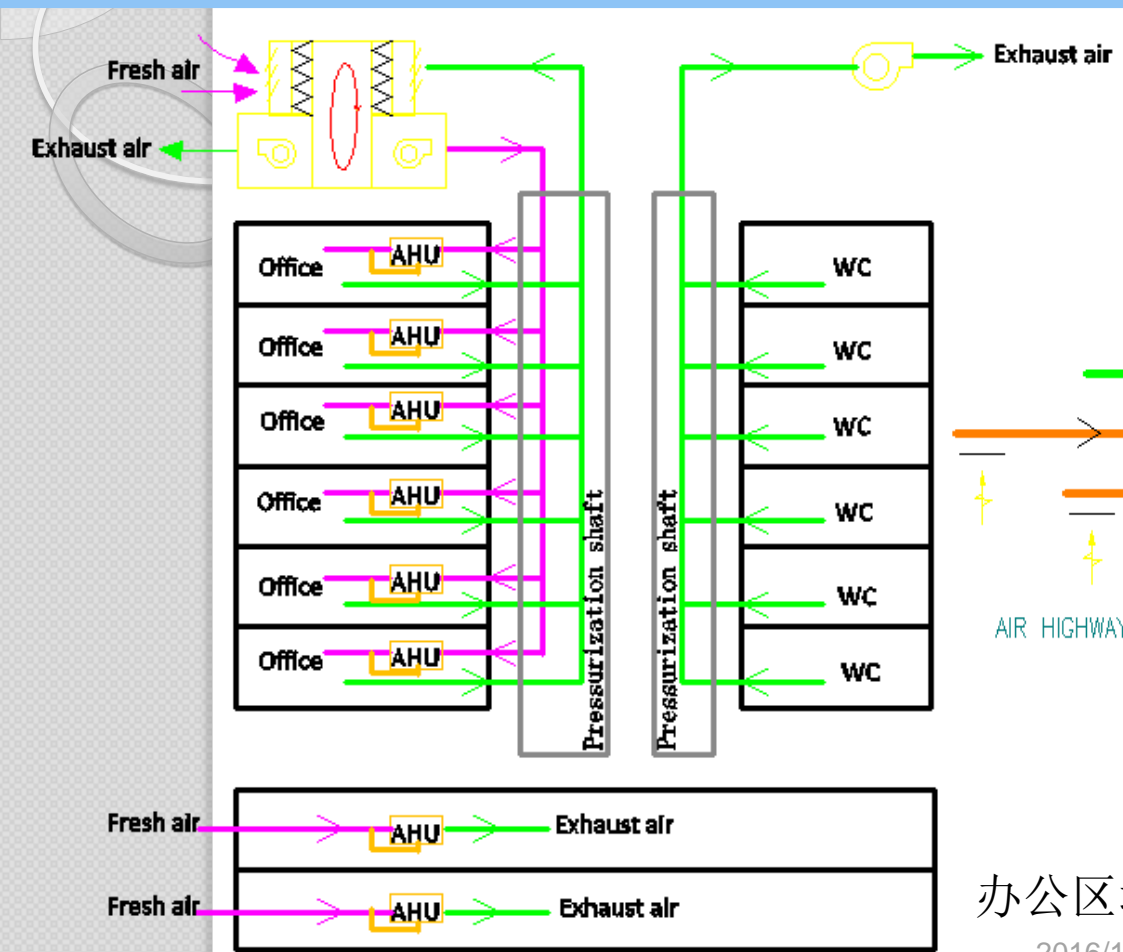 Fresh air
Exhaust air
Exhaust air
Office
AHU
WC
Office
AHU
WC
Office
AHU
WC
Office
AHU
WC
Office
AHU
WC
Office
AHU
WC
Pressurization shaft
Pressurization shaft
AIR HIGHWAY
Fresh air
AHU
Exhaust air
Fresh air
AHU
Exhaust air
办公区
2016/1